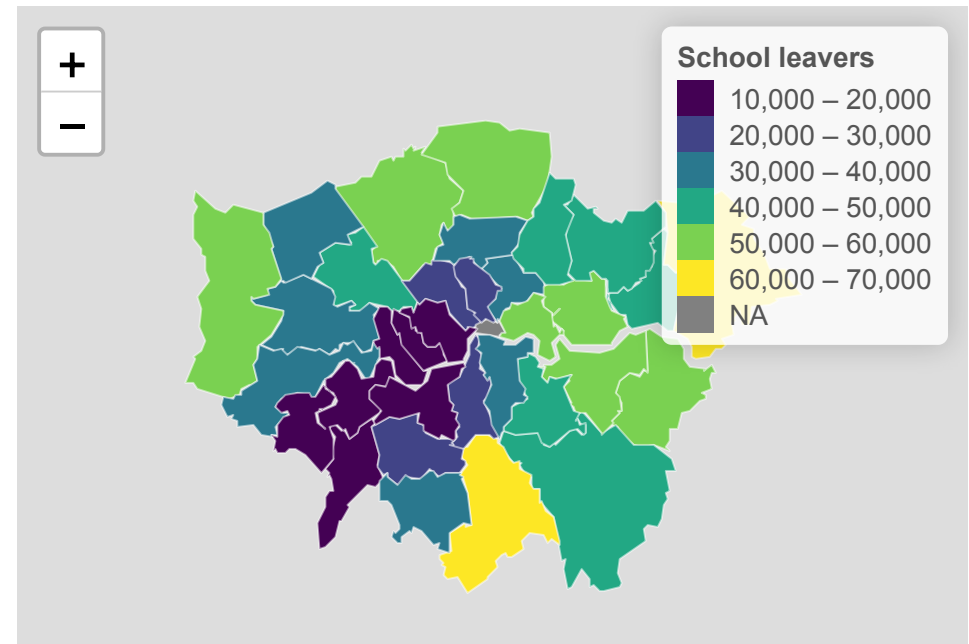 +
−
School leavers
10,000 – 20,000
20,000 – 30,000
30,000 – 40,000
40,000 – 50,000
50,000 – 60,000
60,000 – 70,000
NA